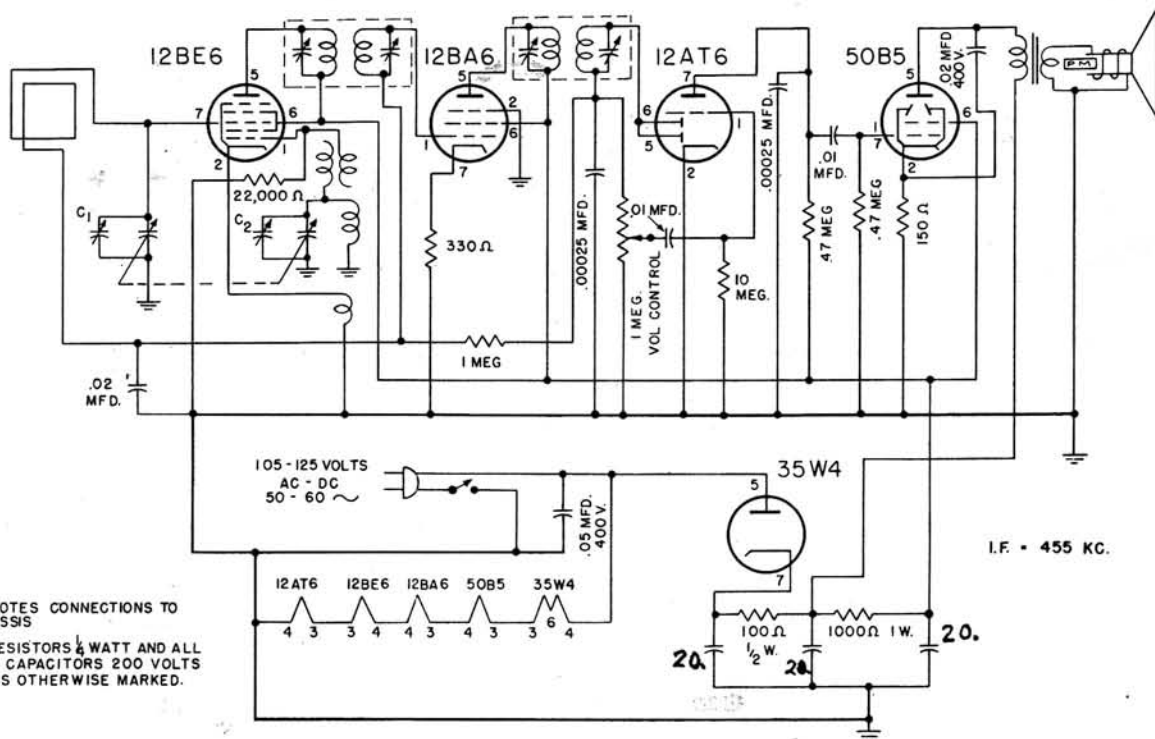 12BE6
12BA6
12AT6
50B5
5
7
6
1
2
22,000 Ω
C1
C2
5
2
6
1
7
330 Ω
.00025 MFD.
1 MEG.
VOL CONTROL
.01 MFD.
7
6
5
1
2
10
MEG.
.00025 MFD.
.47 MEG
.01
MFD.
.47 MEG
5
1
7
6
2
150 Ω
.02 MFD
400 V.
PM
1 MEG
.02
MFD.
105-125 VOLTS
AC - DC
50 - 60 ~
.05 MFD.
400 V.
35W4
5
7
I.F. = 455 KC.
12AT6 12BE6 12BA6 50B5 35W4
4 3 4 3 4 3 4 3 3 6 4
OTES CONNECTIONS TO
SSIS
ESISTORS 1/4 WATT AND ALL
CAPACITORS 200 VOLTS
S OTHERWISE MARKED.
100 Ω
1/2 W.
1000 Ω 1 W.
20.
20.
20.